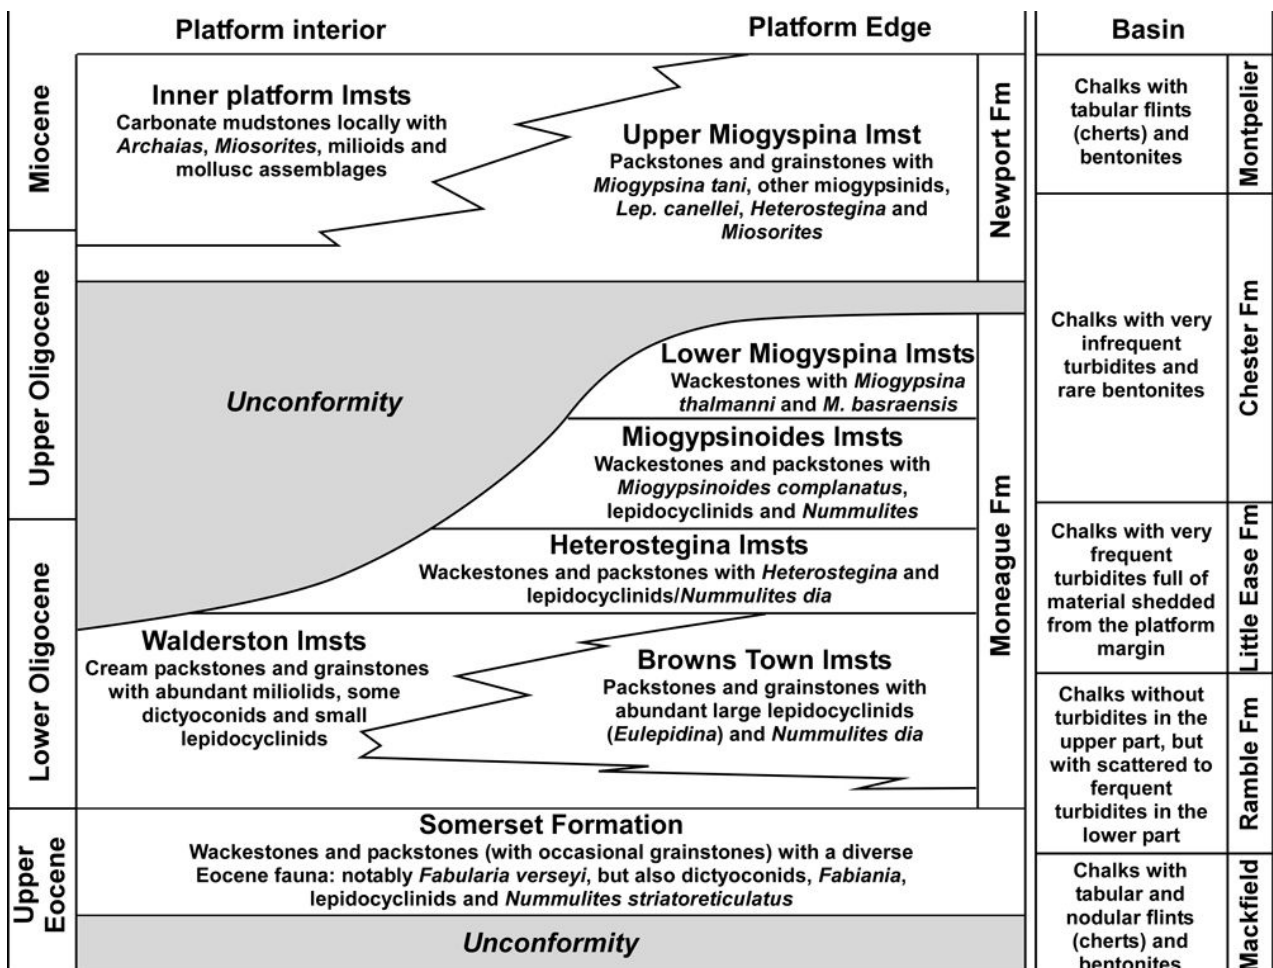 Platform interior
Platform Edge
Basin
Miocene
Upper Oligocene
Lower Oligocene
Upper
Eocene
Inner platform lmsts
Carbonate mudstones locally with
Archaias, Miosorites, milioids and
mollusc assemblages
Upper Miogyspina lmst
Packstones and grainstones with
Miogypsina tani, other miogypsinids,
Lep. canellei, Heterostegina and
Miosorites
Newport Fm
Unconformity
Lower Miogyspina lmsts
Wackestones with Miogypsina
thalmanni and M. basraensis
Miogypsinoides lmsts
Wackestones and packstones with
Miogypsinoides complanatus,
lepidocyclinids and Nummulites
Heterostegina lmsts
Wackestones and packstones with Heterostegina and
lepidocyclinids/Nummulites dia
Walderston lmsts
Cream packstones and grainstones
with abundant miliolids, some
dictyoconids and small
lepidocyclinids
Browns Town lmsts
Packstones and grainstones with
abundant large lepidocyclinids
(Eulepidina) and Nummulites dia
Moneague Fm
Somerset Formation
Wackestones and packstones (with occasional grainstones) with a diverse
Eocene fauna: notably Fabularia verseyi, but also dictyoconids, Fabiania,
lepidocyclinids and Nummulites striatoreticulatus
Unconformity
Chalks with
tabular flints
(cherts) and
bentonites
Montpelier
Chalks with very
infrequent
turbidites and
rare bentonites
Chester Fm
Chalks with very
frequent
turbidites full of
material shedded
from the platform
margin
Little Ease Fm
Chalks without
turbidites in the
upper part, but
with scattered to
ferquent
turbidites in the
lower part
Ramble Fm
Chalks with
tabular and
nodular flints
(cherts) and
bentonites
Mackfield